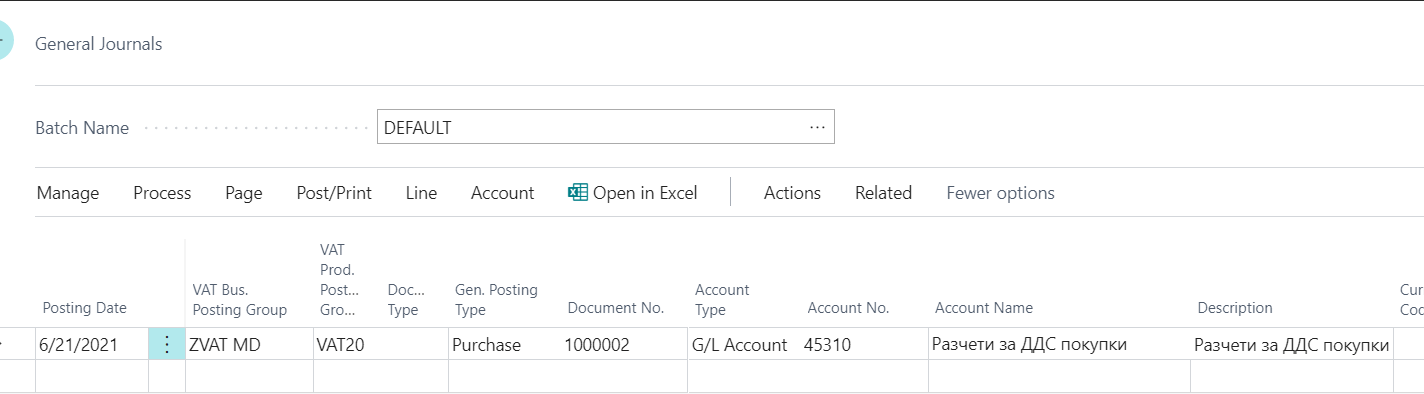 General Journals
Batch Name
DEFAULT
Manage Process Page Post/Print Line Account Open in Excel Actions Related Fewer options
Posting Date
VAT Bus. Posting Group
VAT Prod. Post... Gro...
Doc... Type
Gen. Posting Type
Document No.
Account Type
Account No.
Account Name
Description
Cur
Cod
6/21/2021 ZVAT MD VAT20 Purchase 1000002 G/L Account 45310 Разчети за ДДС покупки Разчети за ДДС покупки